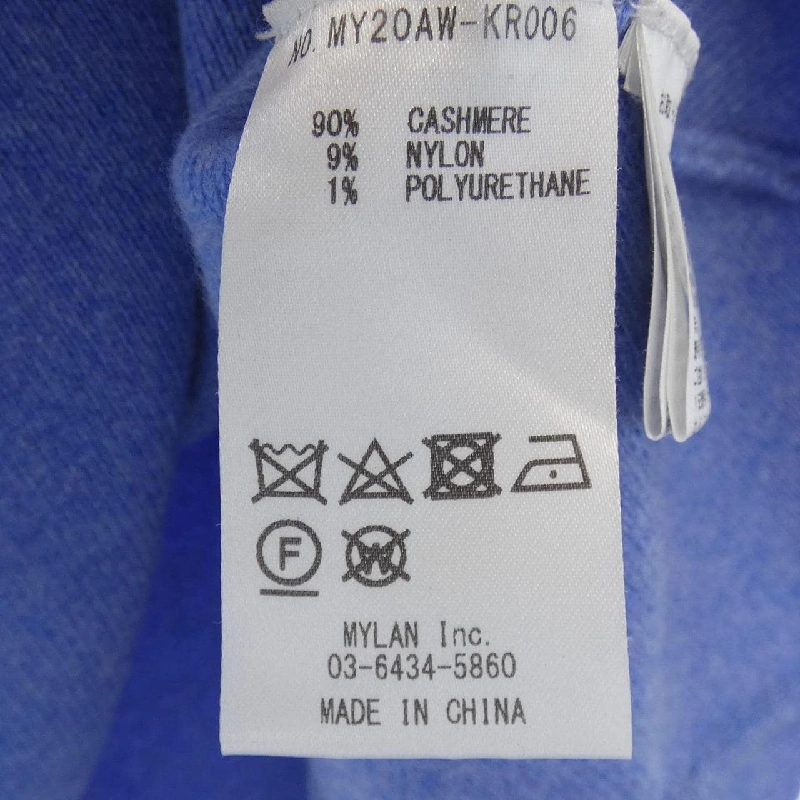 NO. MY20AW-KR006
90% CASHMERE
9% NYLON
1% POLYURETHANE
F
W
MYLAN Inc.
03-6434-5860
MADE IN CHINA